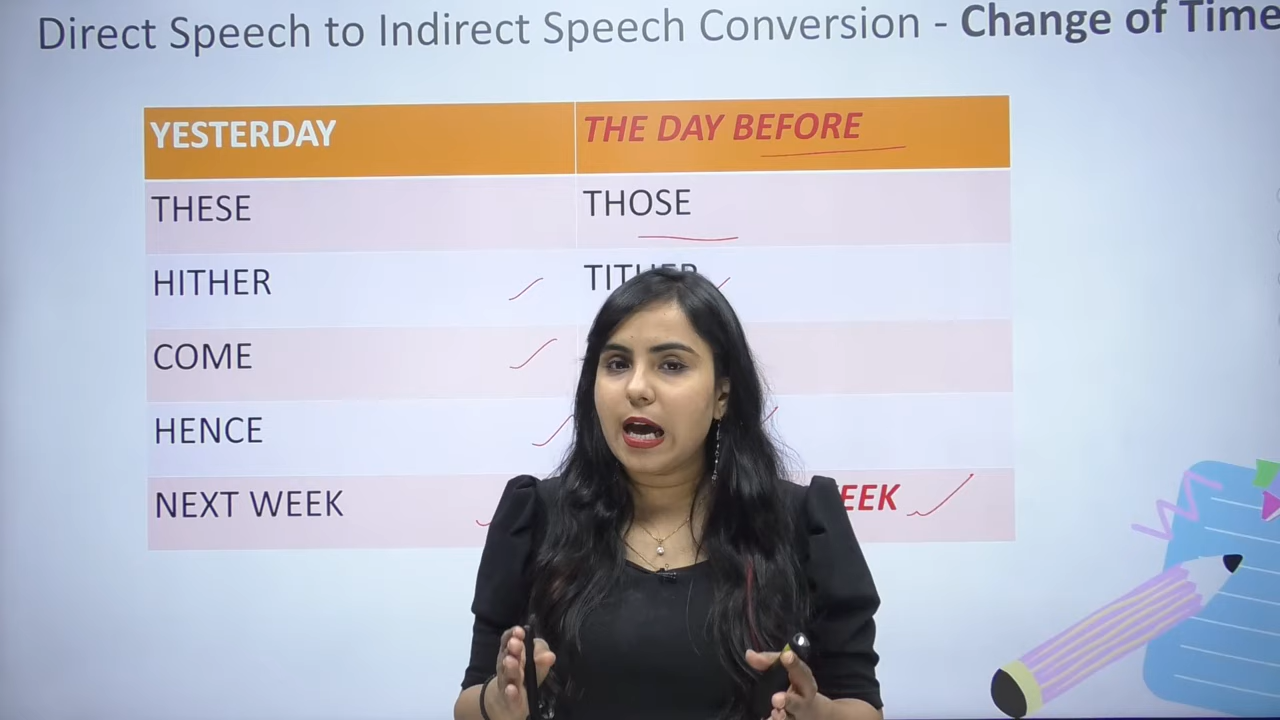 Direct Speech to Indirect Speech Conversion - Change of Time
YESTERDAY THE DAY BEFORE
THESE THOSE
HITHER TITHER
COME
HENCE
NEXT WEEK